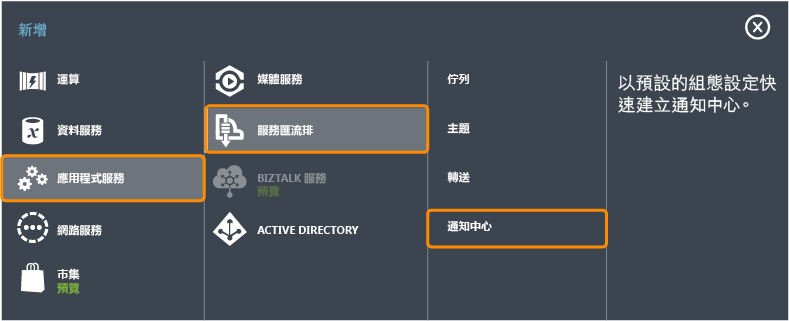 新增
運算
資料服務
應用程式服務
網路服務
市集
預覽
媒體服務
服務匯流排
BIZTALK 服務
預覽
ACTIVE DIRECTORY
佇列
主題
轉送
通知中心
以預設的組態設定快
速建立通知中心。